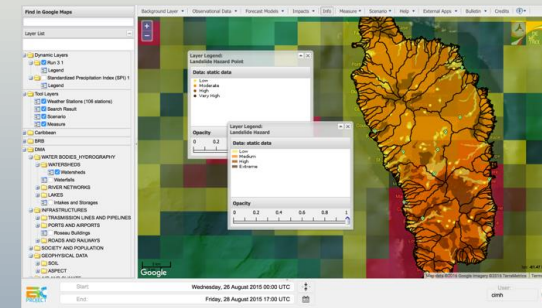 Find in Google Maps
Layer List
Dynamic Layers
Run 3 1
Legend
Standardized Precipitation Index (SPI) 1
Legend
Tool Layers
Weather Stations (108 stations)
Search Result
Scenario
Measure
Caribbean
BRB
DMA
WATER BODIES_HYDROGRAPHY
WATERSHEDS
Watersheds
Waterfalls
RIVER NETWORKS
LAKES
Intakes and Storages
INFRASTRUCTURES
TRASMISSION LINES AND PIPELINES
PORTS AND AIRPORTS
Roseau Buildings
ROADS AND RAILWAYS
SOCIETY AND POPULATION
GEOPHYSICAL DATA
SOIL
ASPECT
Background Layer
Observational Data
Forecast Models
Impacts
Info
Measure
Scenario
Help
External Apps
Bulletin
Credits
Layer Legend:
Landslide Hazard Point
Data: static data
Low
Moderate
High
Very High
Opacity
0 0.2
Layer Legend:
Landslide Hazard
Data: static data
Low
Medium
High
Extreme
Opacity
0 0.2 0.4 0.6 0.8 1
Google
PROJECT
Start: Wednesday, 26 August 2015 00:00 UTC
End: Friday, 28 August 2015 17:00 UTC
User:
cimh